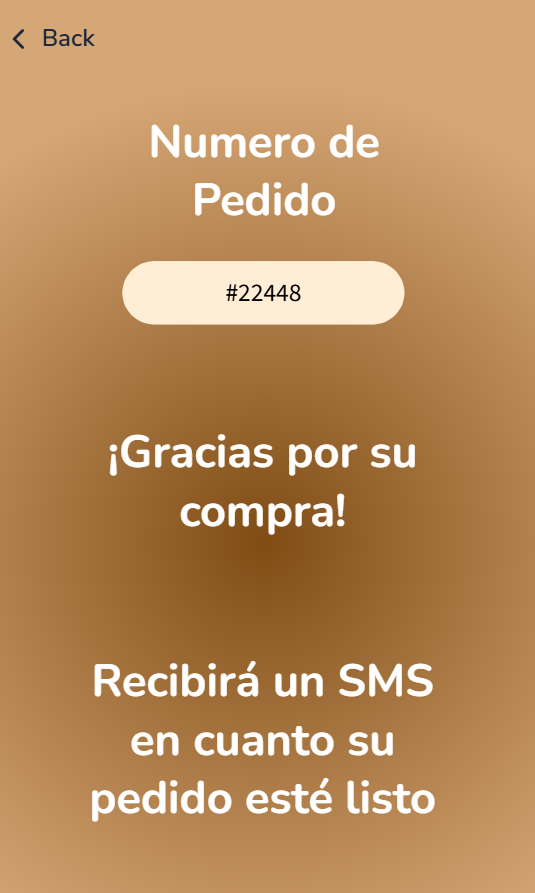 Back
Numero de
Pedido
#22448
¡Gracias por su
compra!
Recibirá un SMS
en cuanto su
pedido esté listo